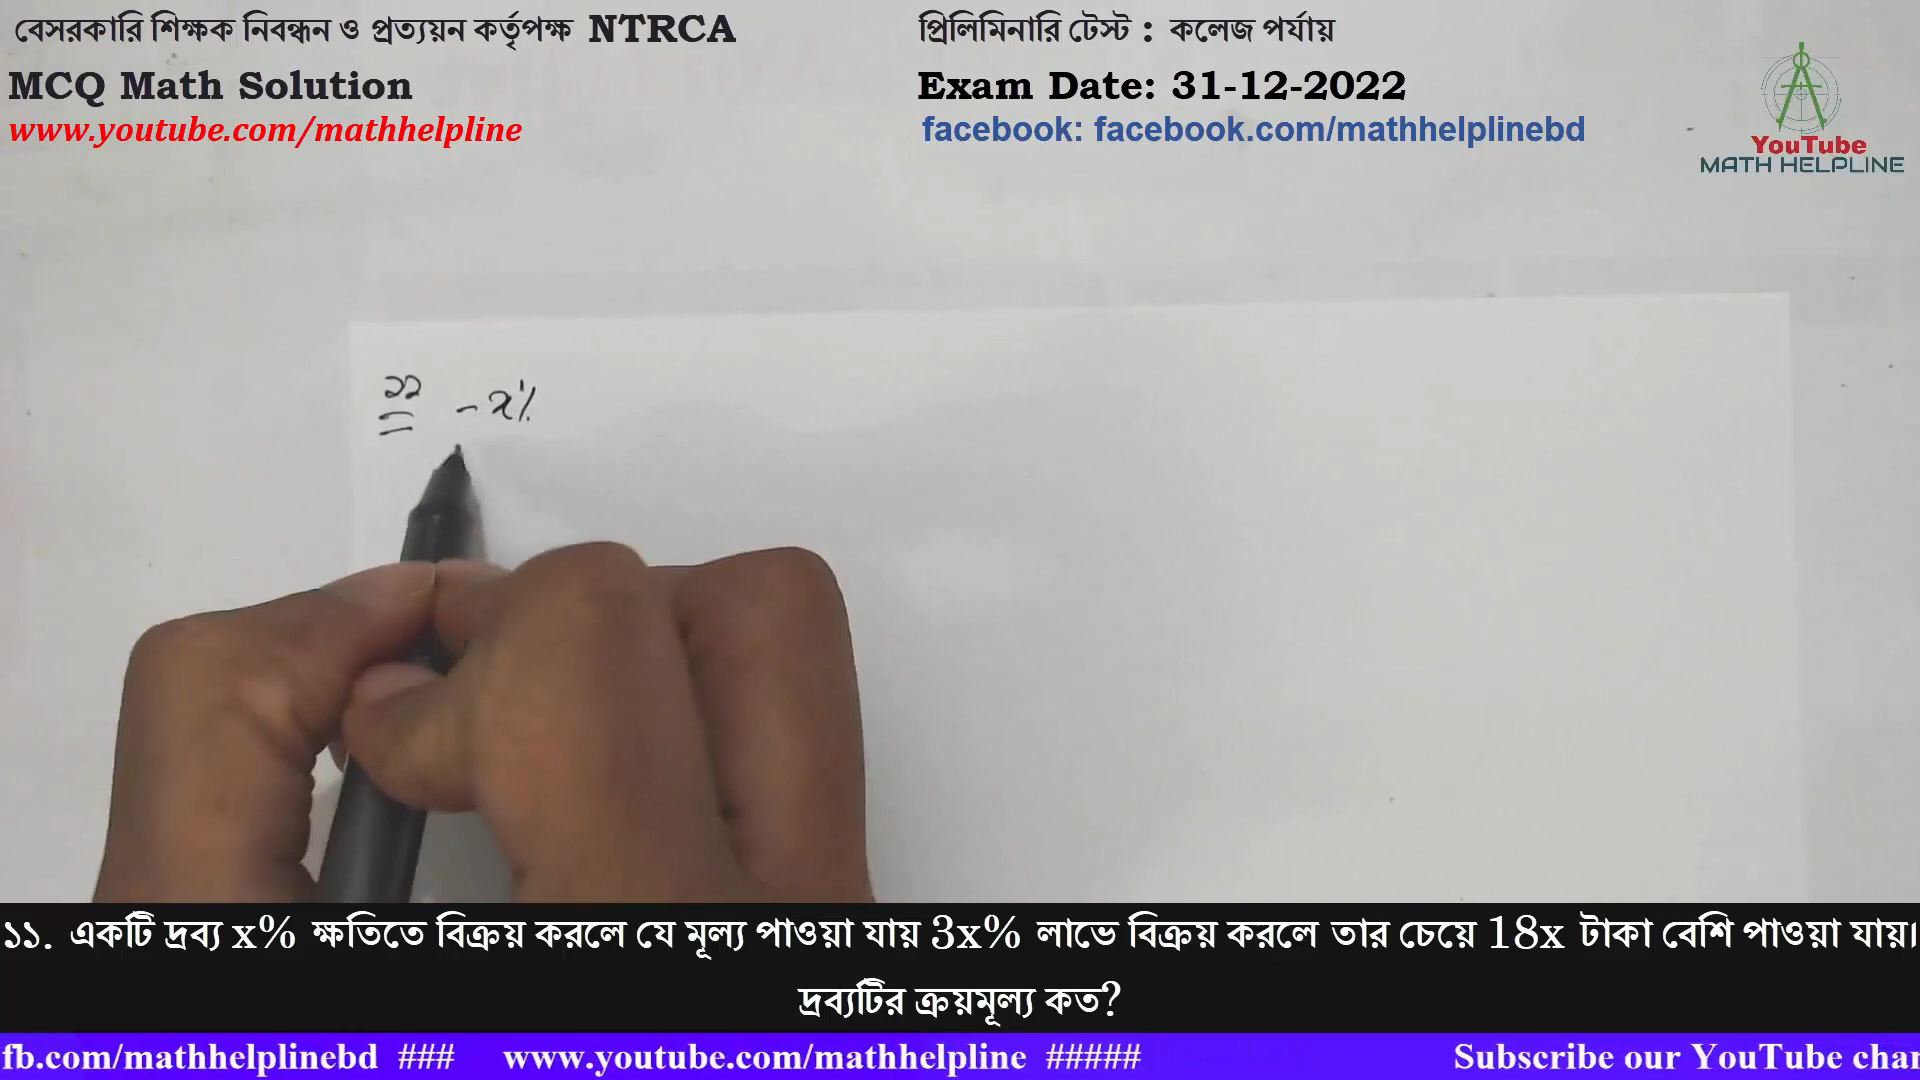 বেসরকারি শিক্ষক নিবন্ধন ও প্রত্যয়ন কর্তৃপক্ষ NTRCA
প্রিলিমিনারি টেস্ট : কলেজ পর্যায়
MCQ Math Solution
Exam Date: 31-12-2022
www.youtube.com/mathhelpline
facebook: facebook.com/mathhelplinebd
YouTube
MATH HELPLINE
১১ - x%
১১. একটি দ্রব্য x% ক্ষতিতে বিক্রয় করলে যে মূল্য পাওয়া যায় 3x% লাভে বিক্রয় করলে তার চেয়ে 18x টাকা বেশি পাওয়া যায়।
দ্রব্যটির ক্রয়মূল্য কত?
fb.com/mathhelplinebd ### www.youtube.com/mathhelpline ##### Subscribe our YouTube